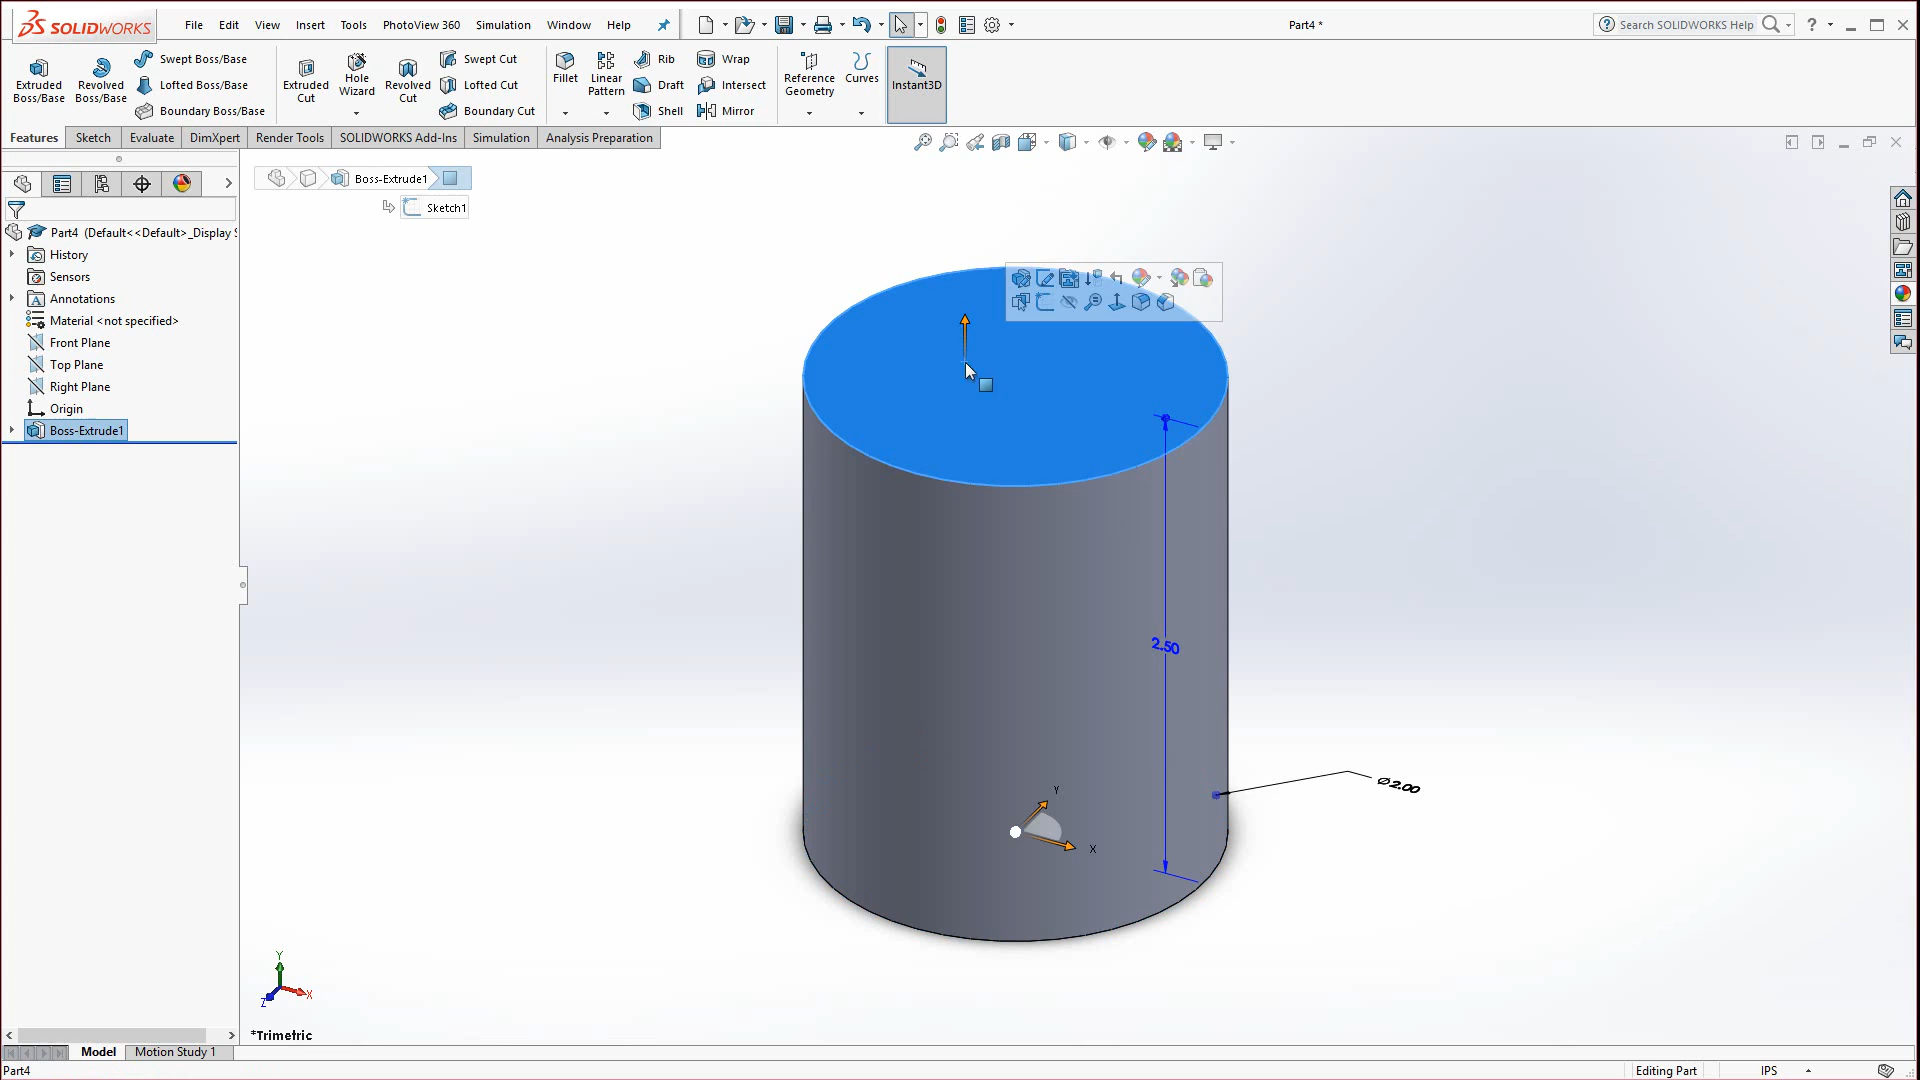 SOLIDWORKS File Edit View Insert Tools PhotoView 360 Simulation Window Help Part4 * Search SOLIDWORKS Help ?
Extruded Boss/Base
Revolved Boss/Base
Swept Boss/Base
Lofted Boss/Base
Boundary Boss/Base
Extruded Cut
Hole Wizard
Revolved Cut
Swept Cut
Lofted Cut
Boundary Cut
Fillet
Linear Pattern
Rib
Draft
Shell
Wrap
Intersect
Mirror
Reference Geometry
Curves
Instant3D
Features Sketch Evaluate DimXpert Render Tools SOLIDWORKS Add-Ins Simulation Analysis Preparation
Boss-Extrude1
Sketch1
Part4 (Default<<Default>_Display S
History
Sensors
Annotations
Material <not specified>
Front Plane
Top Plane
Right Plane
Origin
Boss-Extrude1
2.50
⌀2.00
Y
X
Y
X
Z
*Trimetric
Model Motion Study 1
Part4 Editing Part IPS